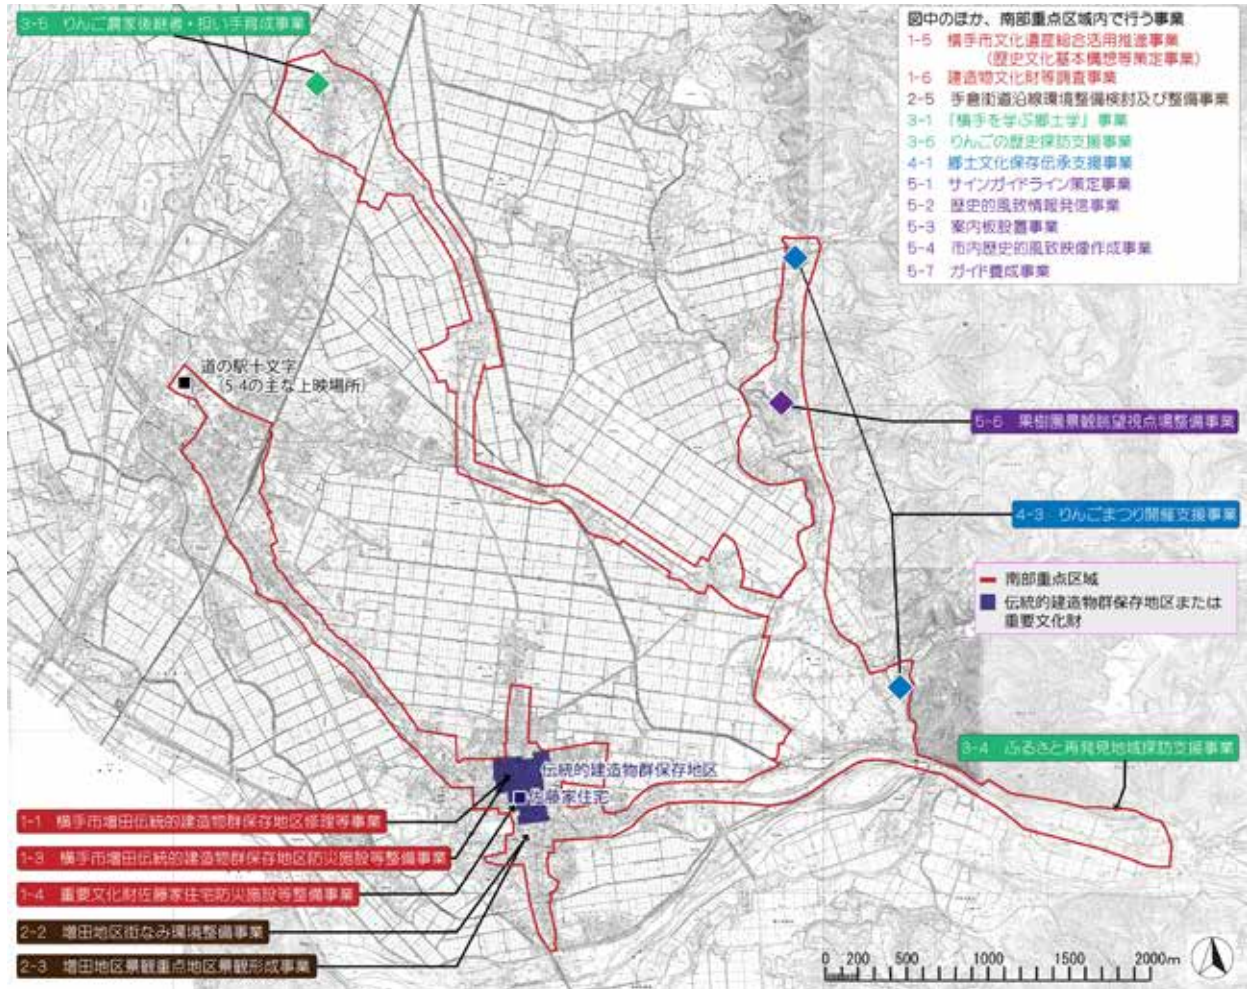 3-5 りんご農家後継者・担い手育成事業
図中のほか、南部重点区域内で行う事業
1-5 横手市文化遺産総合活用推進事業
(歴史文化基本構想等策定事業)
1-6 建造物文化財等調査事業
2-5 手倉街道沿線環境整備検討及び整備事業
3-1 「横手を学ぶ郷土学」事業
3-6 りんごの歴史探訪支援事業
4-1 郷土文化保存伝承支援事業
5-1 サインガイドライン策定事業
5-2 歴史的風致情報発信事業
5-3 案内板設置事業
5-4 市内歴史的風致映像作成事業
5-7 ガイド養成事業
道の駅十文字
(5-4の主な上映場所)
5-6 果樹園景観眺望視点場整備事業
4-3 りんごまつり開催支援事業
南部重点区域
伝統的建造物群保存地区または
重要文化財
3-4 ふるさと再発見地域探訪支援事業
伝統的建造物群保存地区
佐藤家住宅
1-1 横手市増田伝統的建造物群保存地区修理等事業
1-3 横手市増田伝統的建造物群保存地区防災施設等整備事業
1-4 重要文化財佐藤家住宅防災施設等整備事業
2-2 増田地区街なみ環境整備事業
2-3 増田地区景観重点地区景観形成事業
0 200 500 1000 1500 2000m